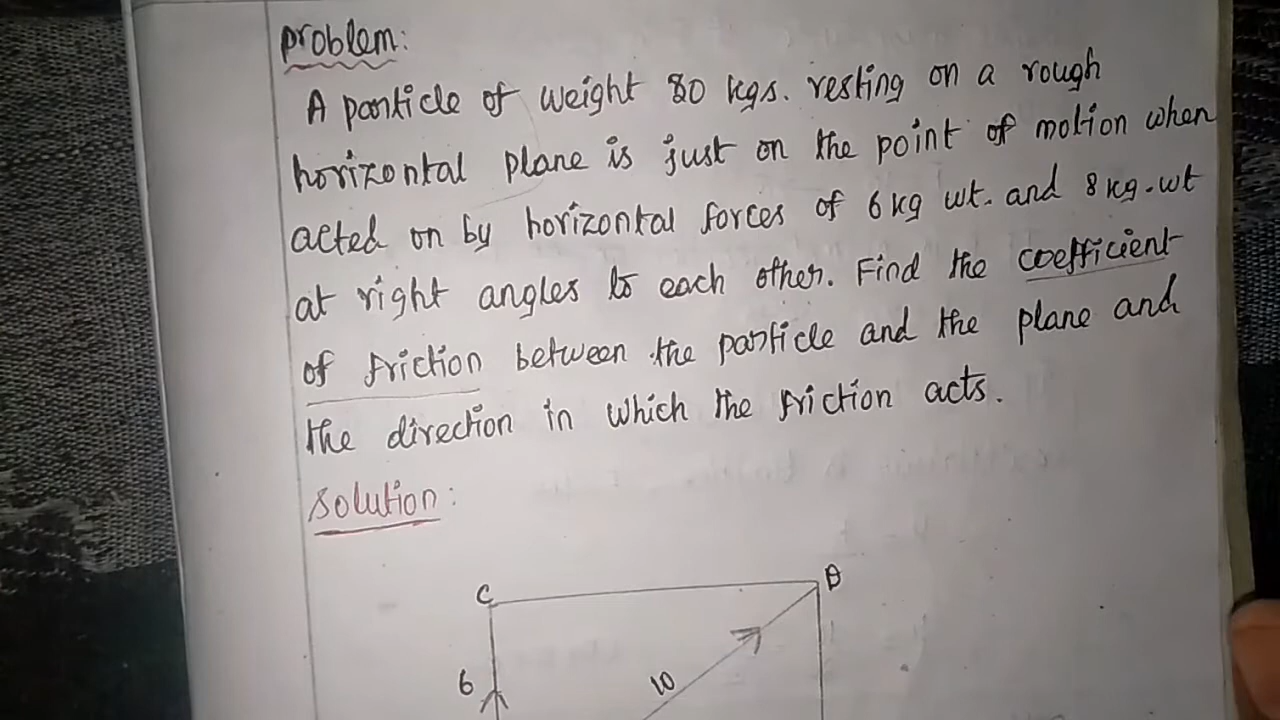 problem:
A particle of weight 30 kgs. resting on a rough
horizontal plane is just on the point of motion when
acted on by horizontal forces of 6 kg wt. and 8 kg.wt
at right angles to each other. Find the coefficient
of friction between the particle and the plane and
the direction in which the friction acts.
Solution:
C B
6 10